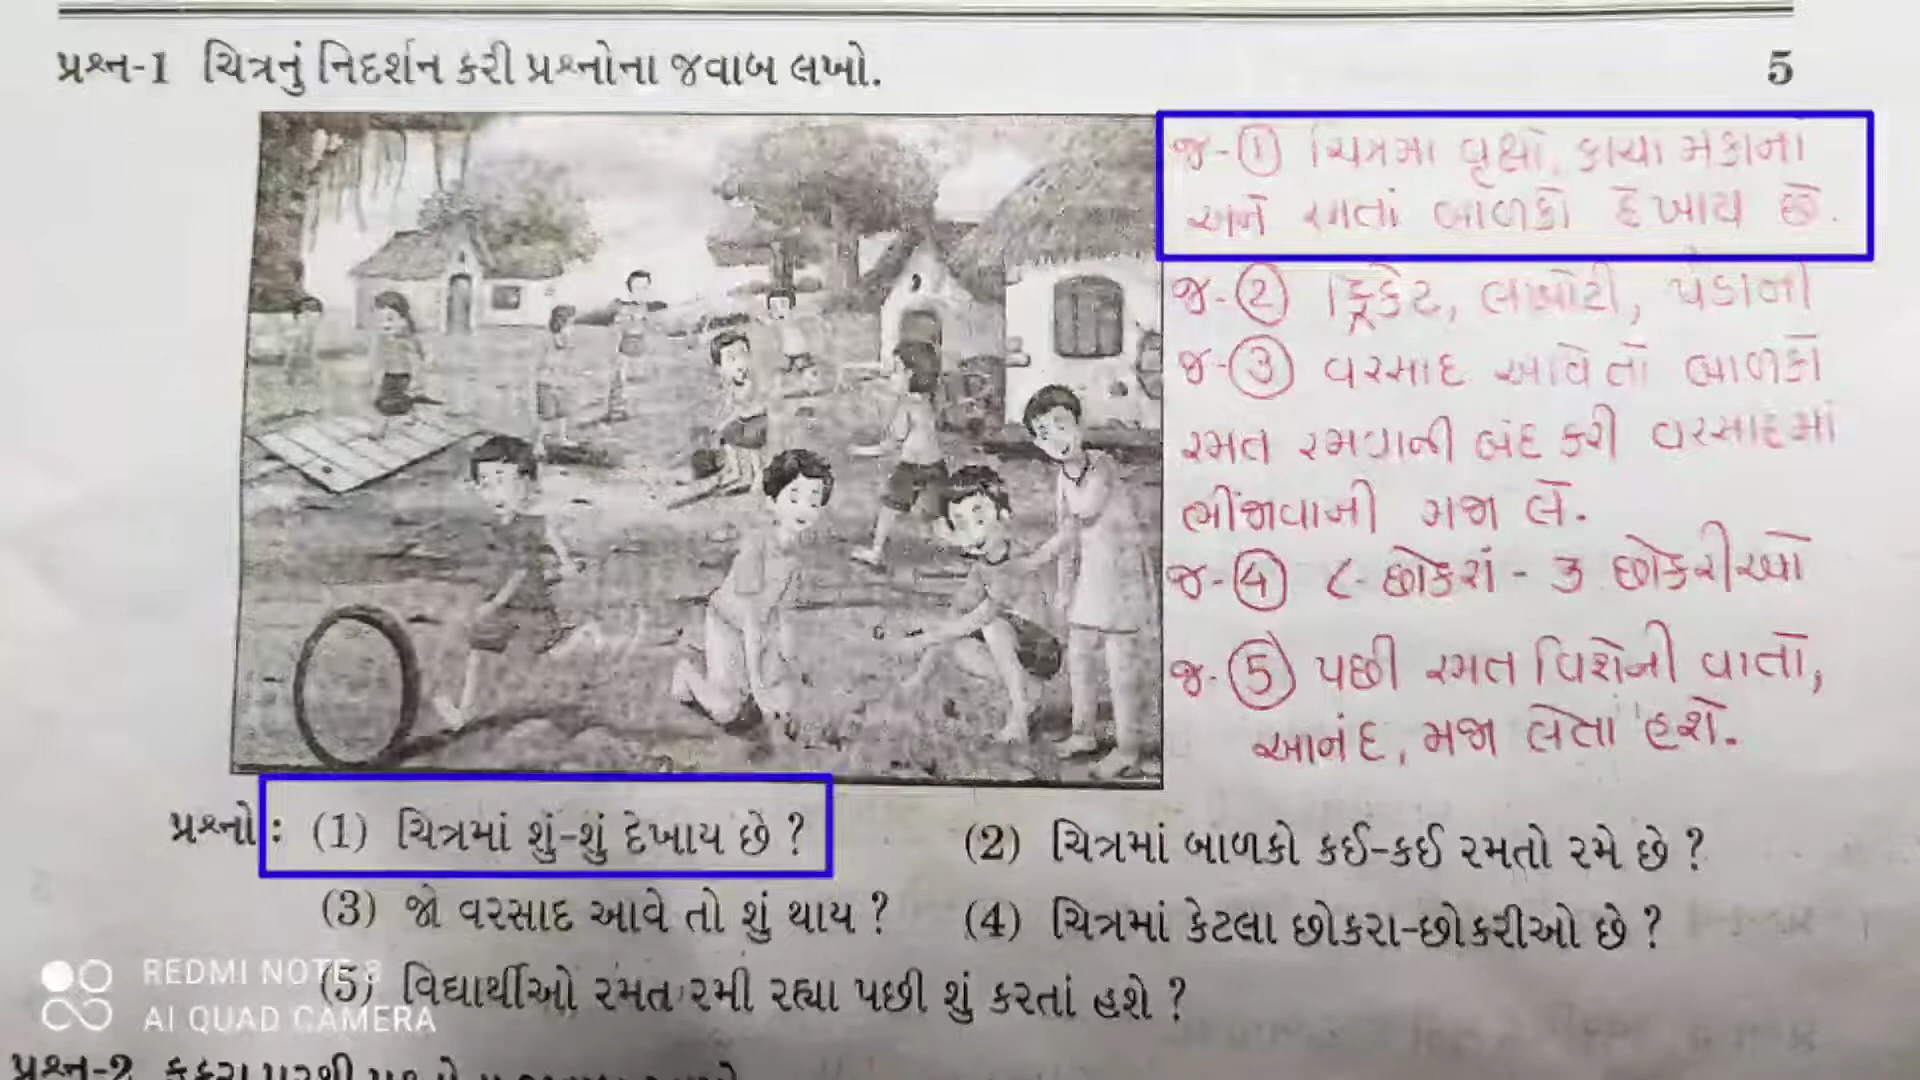 પ્રશ્ન-1 ચિત્રનું નિદર્શન કરી પ્રશ્નોના જવાબ લખો. 5
જ-① ચિત્રમા વૃક્ષો, કાચા મકાનો
અને રમતાં બાળકો દેખાય છે.
જ-② ક્રિકેટ, લખોટી, પૈડાની
જ-③ વરસાદ આવે તો બાળકો
રમત રમવાની બંદ કરી વરસાદમાં
ભીંજાવાની મજા લે.
જ-④ ૮-છોકરાં - ૩ છોકરીઓ
જ-⑤ પછી રમત વિશેની વાતો,
આનંદ, મજા લેતા હશે.
પ્રશ્નો : (1) ચિત્રમાં શું-શું દેખાય છે ? (2) ચિત્રમાં બાળકો કઈ-કઈ રમતો રમે છે ?
(3) જો વરસાદ આવે તો શું થાય ? (4) ચિત્રમાં કેટલા છોકરા-છોકરીઓ છે ?
(5) વિદ્યાર્થીઓ રમત રમી રહ્યા પછી શું કરતાં હશે ?
REDMI NOTE 8
AI QUAD CAMERA
પ્રશ્ન-2